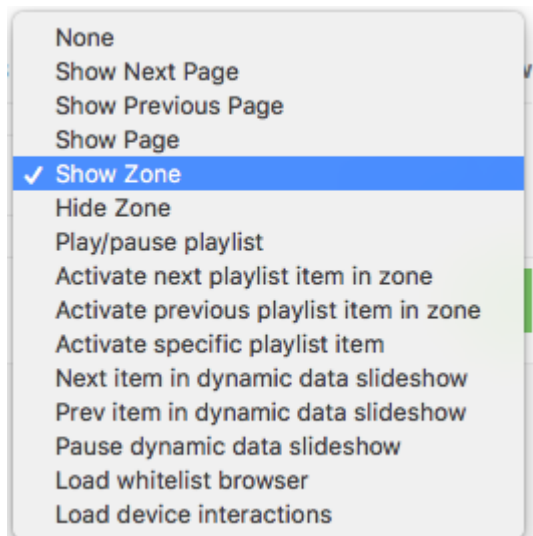 None
Show Next Page
Show Previous Page
Show Page
✓ Show Zone
Hide Zone
Play/pause playlist
Activate next playlist item in zone
Activate previous playlist item in zone
Activate specific playlist item
Next item in dynamic data slideshow
Prev item in dynamic data slideshow
Pause dynamic data slideshow
Load whitelist browser
Load device interactions